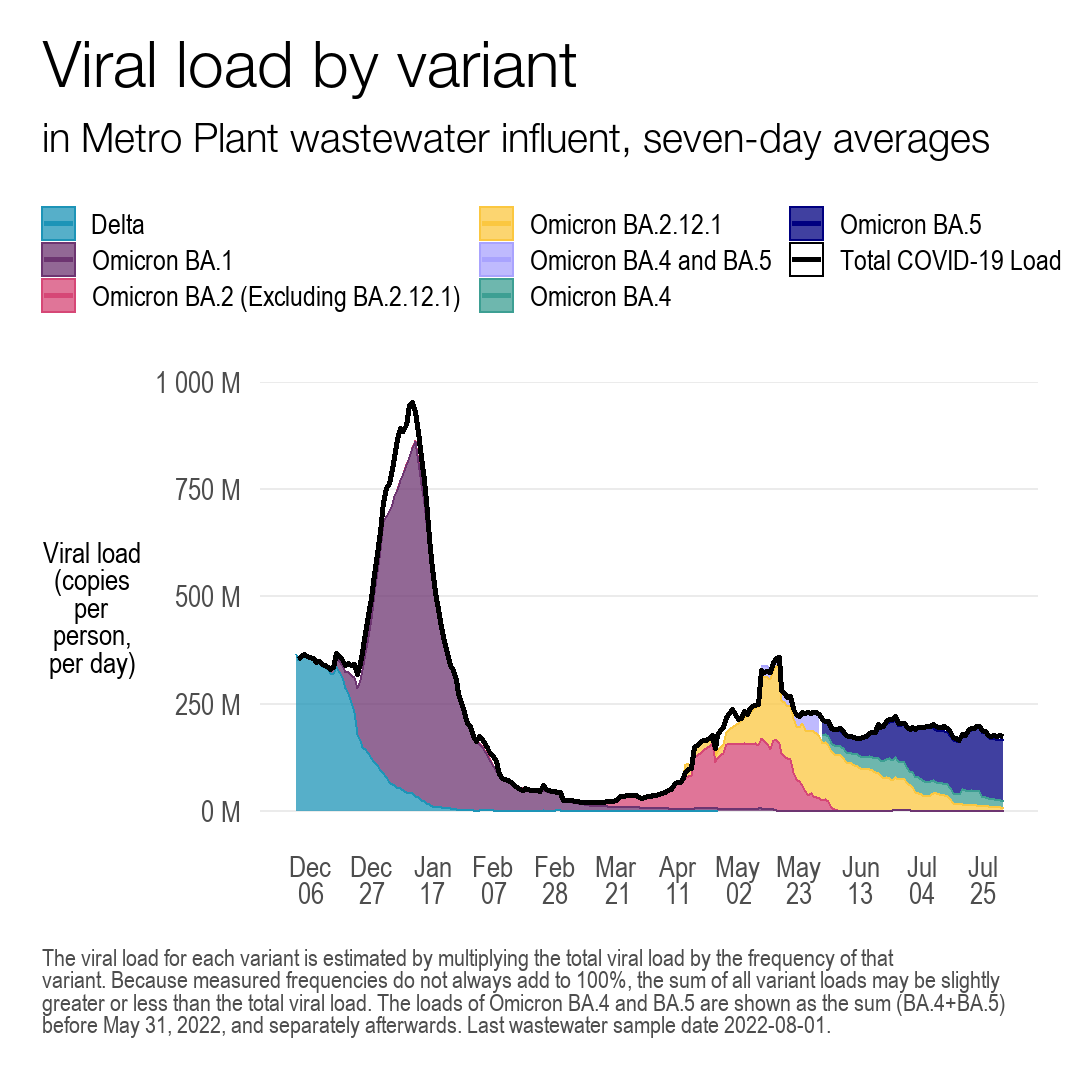 Viral load by variant
in Metro Plant wastewater influent, seven-day averages
Delta
Omicron BA.1
Omicron BA.2 (Excluding BA.2.12.1)
Omicron BA.2.12.1
Omicron BA.4 and BA.5
Omicron BA.4
Omicron BA.5
Total COVID-19 Load
1 000 M
750 M
500 M
250 M
0 M
Viral load
(copies
per
person,
per day)
Dec Dec Jan Feb Feb Mar Apr May May Jun Jul Jul
06 27 17 07 28 21 11 02 23 13 04 25
The viral load for each variant is estimated by multiplying the total viral load by the frequency of that
variant. Because measured frequencies do not always add to 100%, the sum of all variant loads may be slightly
greater or less than the total viral load. The loads of Omicron BA.4 and BA.5 are shown as the sum (BA.4+BA.5)
before May 31, 2022, and separately afterwards. Last wastewater sample date 2022-08-01.